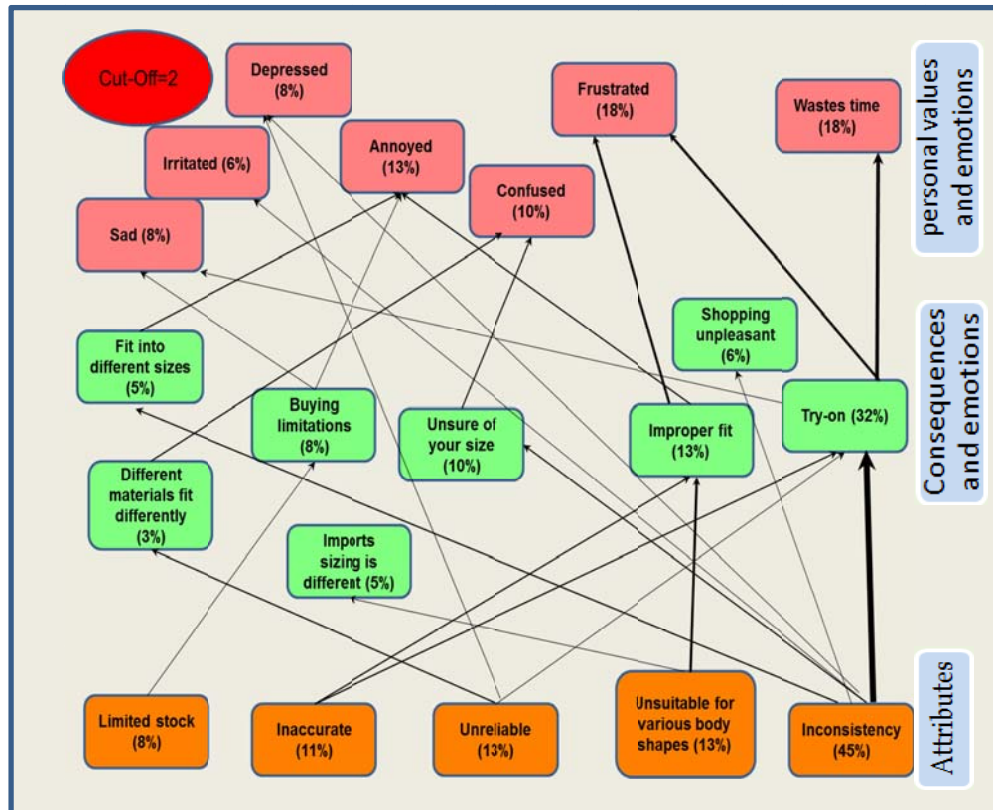 Cut-Off=2
Depressed
(8%)
Frustrated
(18%)
Wastes time
(18%)
Irritated (6%)
Annoyed
(13%)
Confused
(10%)
Sad (8%)
personal values
and emotions
Shopping
unpleasant
(6%)
Fit into
different sizes
(5%)
Buying
limitations
(8%)
Unsure of
your size
(10%)
Improper fit
(13%)
Try-on (32%)
Different
materials fit
differently
(3%)
Imports
sizing is
different (5%)
Consequences
and emotions
Limited stock
(8%)
Inaccurate
(11%)
Unreliable
(13%)
Unsuitable for
various body
shapes (13%)
Inconsistency
(45%)
Attributes